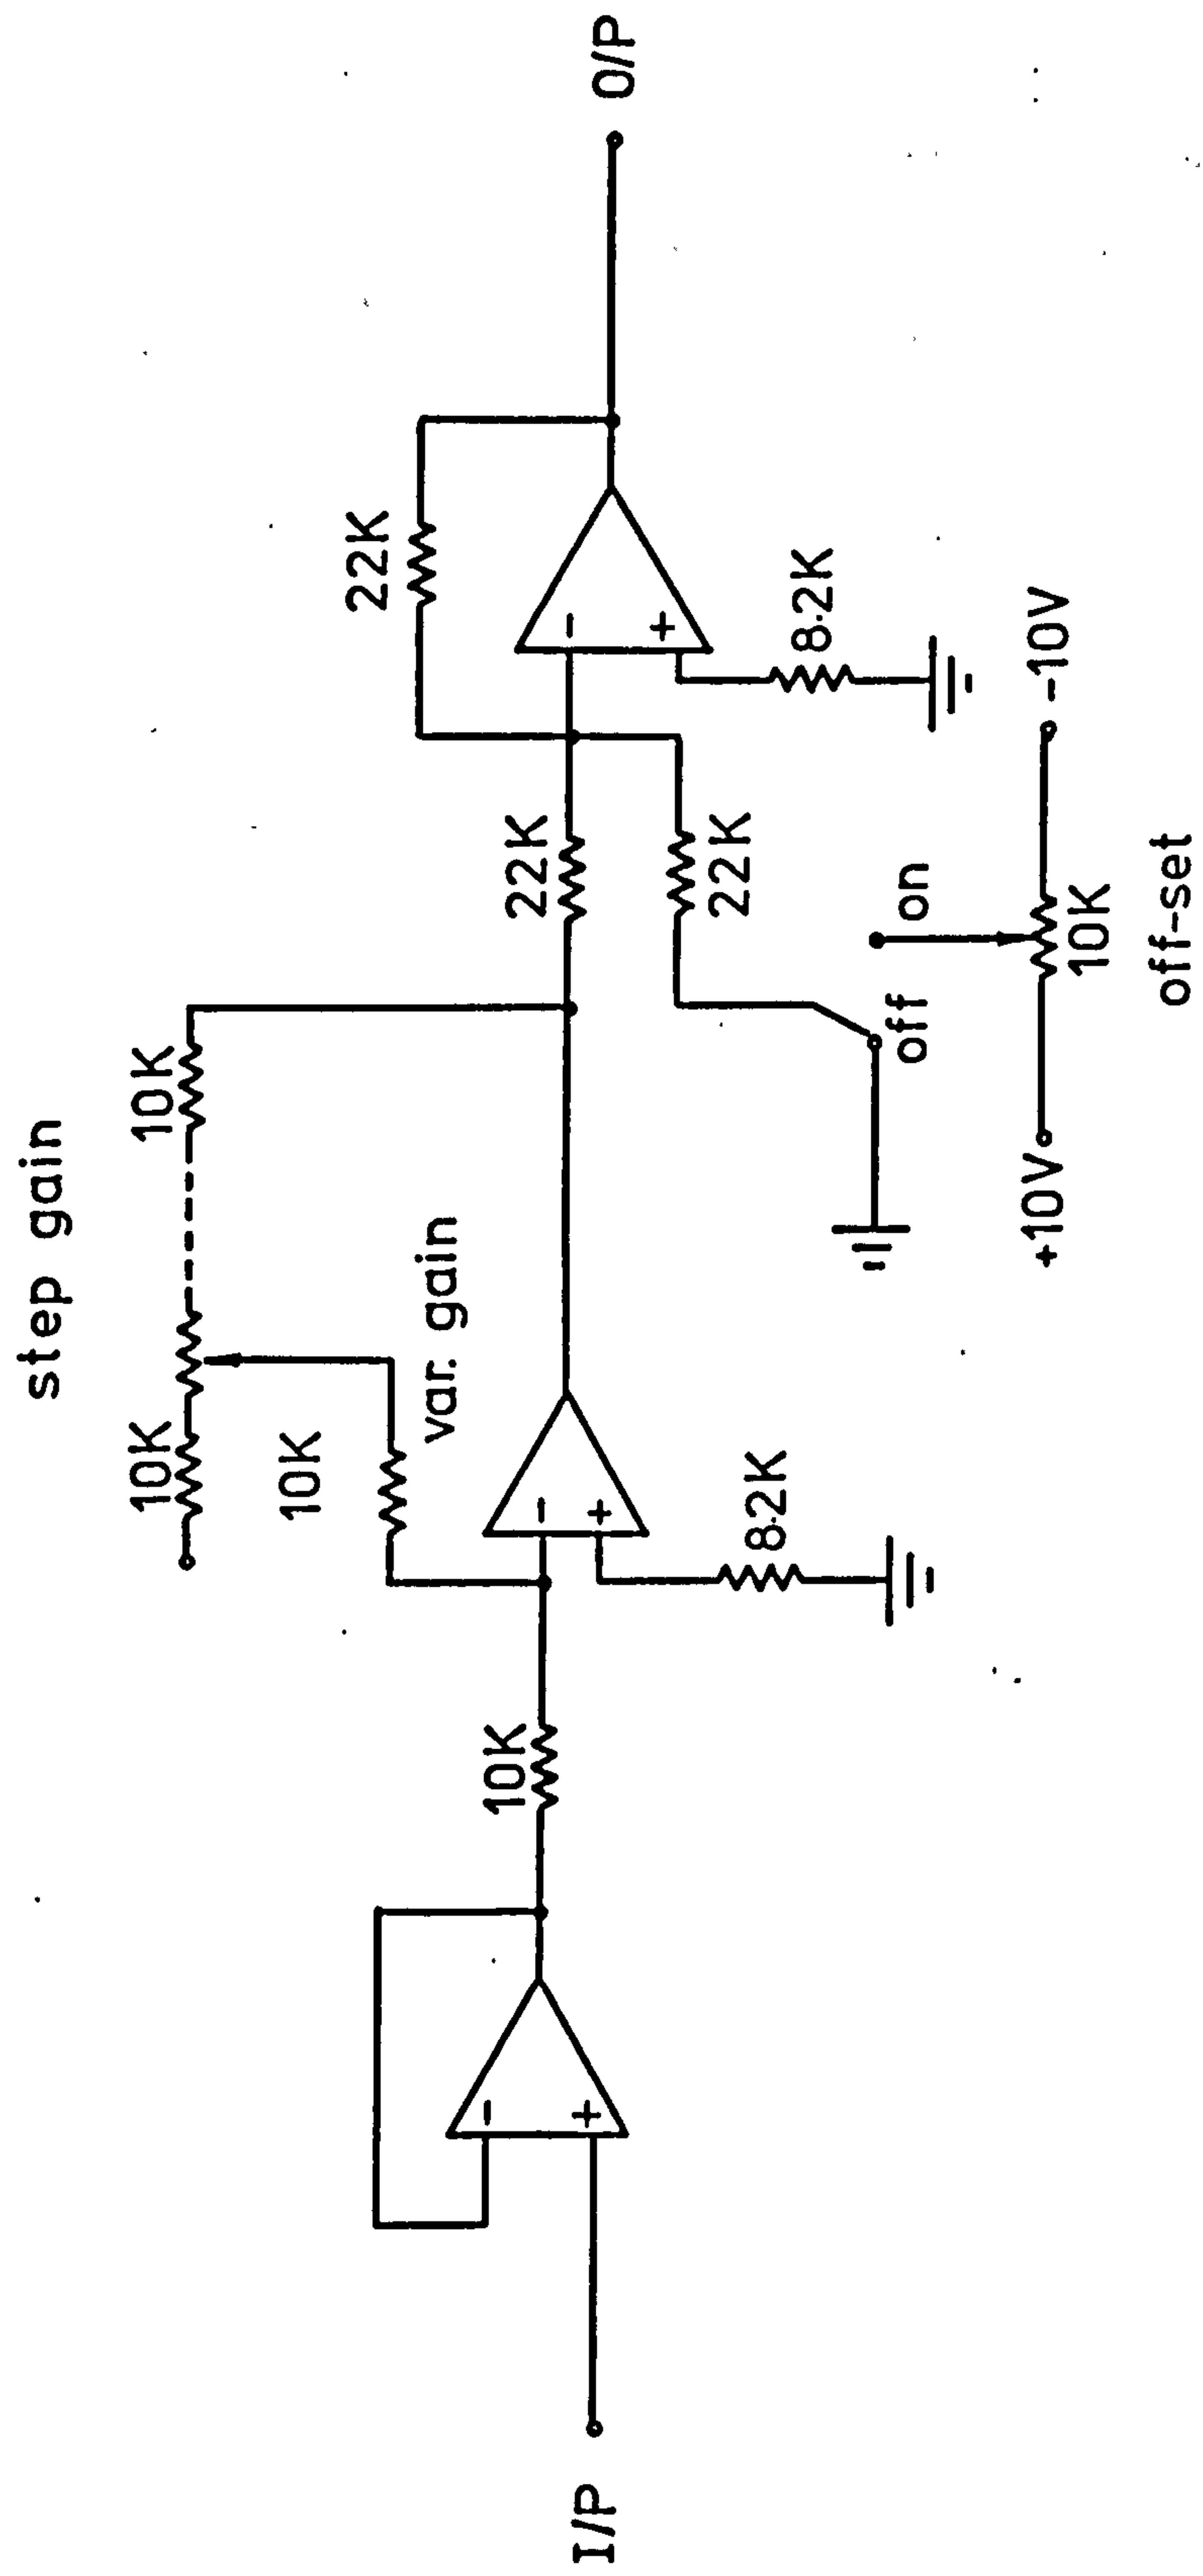 step gain
10K
10K
10K
var. gain
22K
I/P
10K
-
+
-
+
8.2K
22K
22K
-
+
8.2K
O/P
off
on
+10V
-10V
10K
off-set